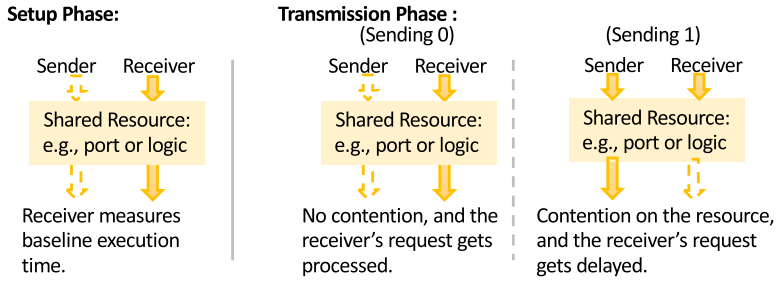 Setup Phase:
Sender Receiver
Shared Resource:
e.g., port or logic
Receiver measures
baseline execution
time.
Transmission Phase :
(Sending 0)
Sender Receiver
Shared Resource:
e.g., port or logic
No contention, and the
receiver's request gets
processed.
(Sending 1)
Sender Receiver
Shared Resource:
e.g., port or logic
Contention on the resource,
and the receiver's request
gets delayed.